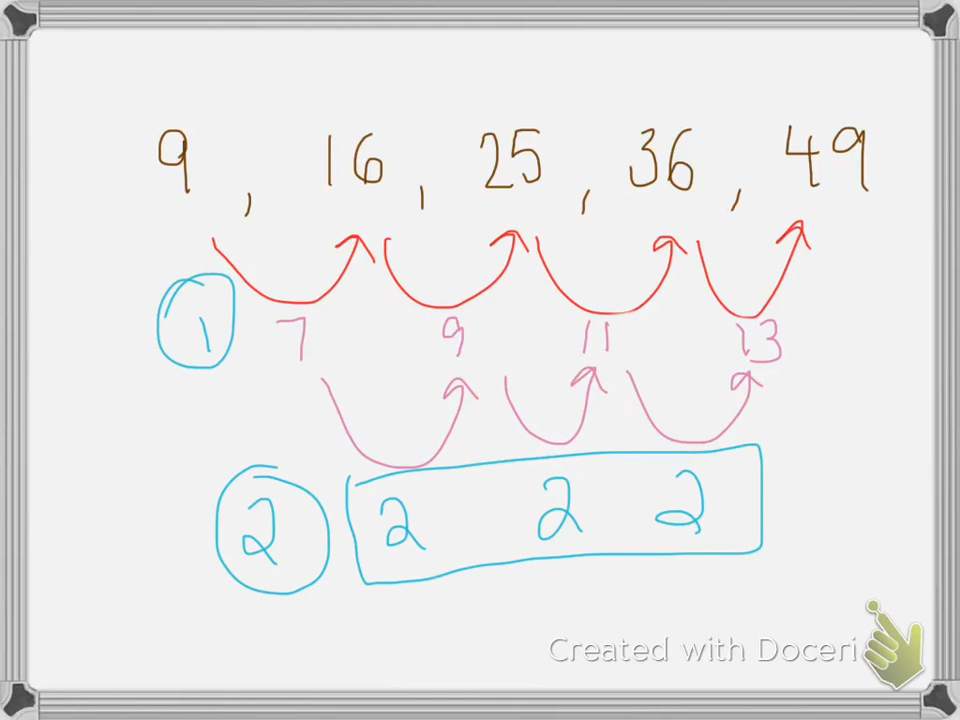 9, 16, 25, 36, 49
1 7 9 11 13
2 2 2 2
Created with Doceri